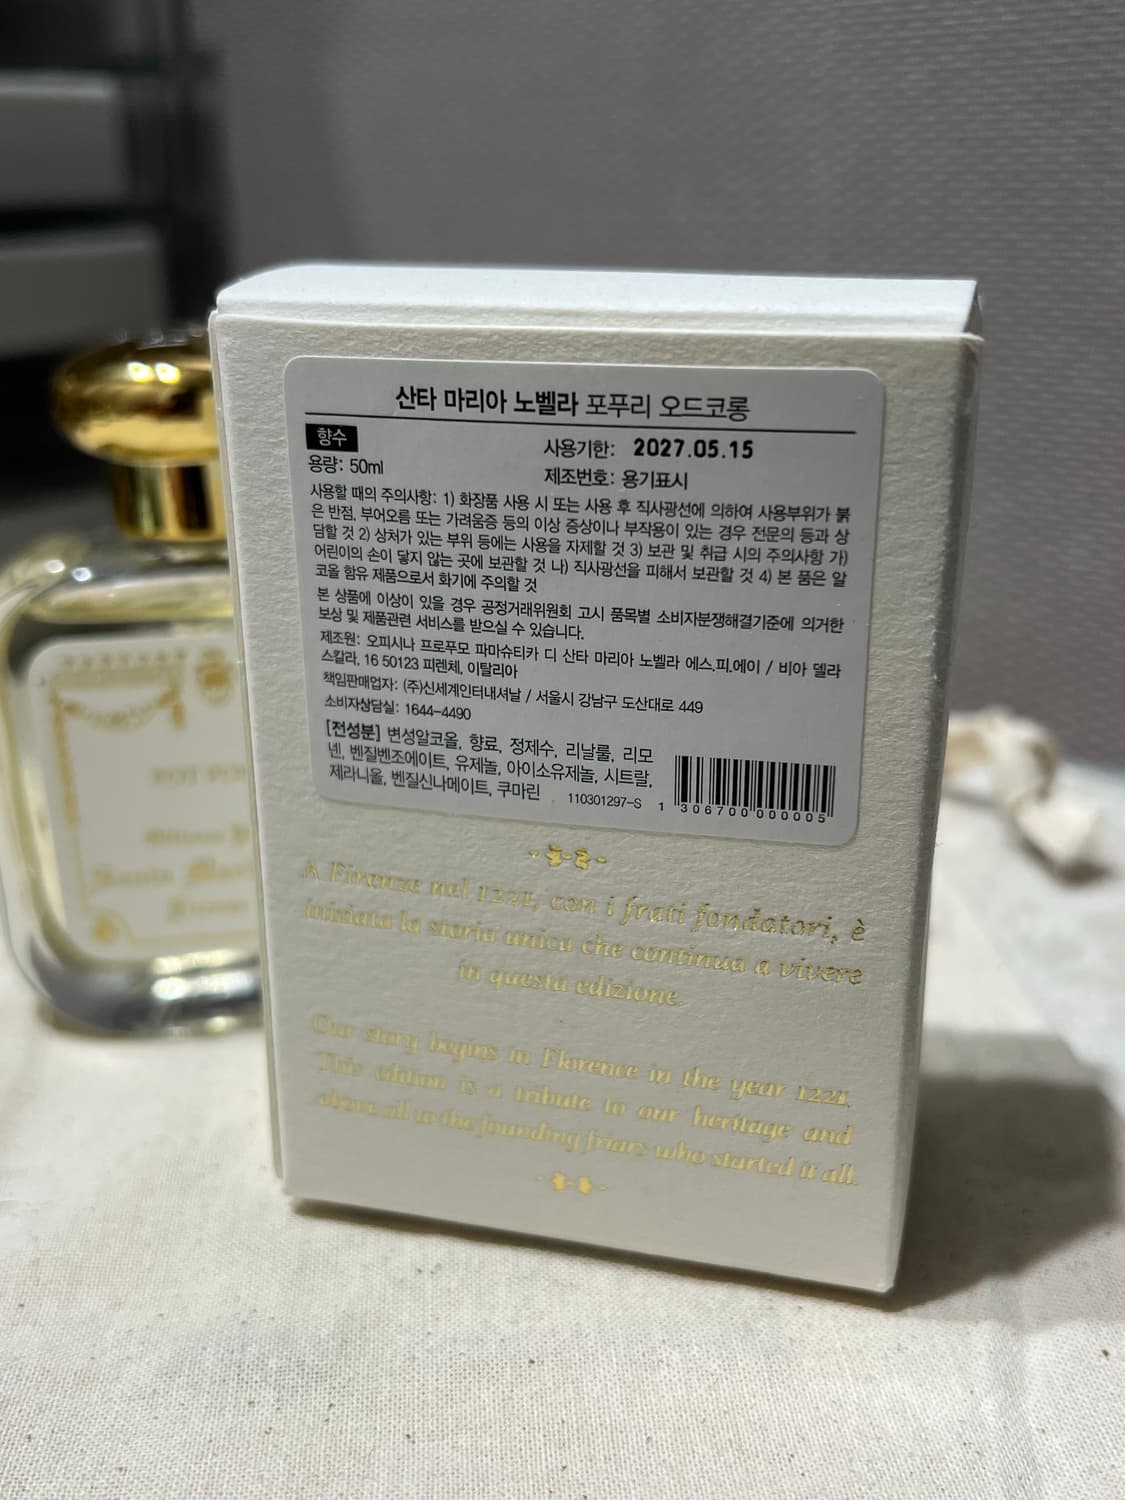 산타 마리아 노벨라 포푸리 오드코롱
향수
용량: 50ml
사용기한: 2027.05.15
제조번호: 용기표시
사용할 때의 주의사항: 1) 화장품 사용 시 또는 사용 후 직사광선에 의하여 사용부위가 붉
은 반점, 부어오름 또는 가려움증 등의 이상 증상이나 부작용이 있는 경우 전문의 등과 상
담할 것 2) 상처가 있는 부위 등에는 사용을 자제할 것 3) 보관 및 취급 시의 주의사항 가)
어린이의 손이 닿지 않는 곳에 보관할 것 나) 직사광선을 피해서 보관할 것 4) 본 품은 알
코올 함유 제품으로서 화기에 주의할 것
본 상품에 이상이 있을 경우 공정거래위원회 고시 품목별 소비자분쟁해결기준에 의거한
보상 및 제품관련 서비스를 받으실 수 있습니다.
제조원: 오피시나 프로푸모 파마슈티카 디 산타 마리아 노벨라 에스.피.에이 / 비아 델라
스칼라, 16 50123 피렌체, 이탈리아
책임판매업자: (주)신세계인터내셔날 / 서울시 강남구 도산대로 449
소비자상담실: 1644-4490
[전성분] 변성알코올, 향료, 정제수, 리날룰, 리모
넨, 벤질벤조에이트, 유제놀, 아이소유제놀, 시트랄,
제라니올, 벤질신나메이트, 쿠마린
110301297-S
1 306700 000005
A Firenze nel 1221, con i frati fondatori, è
iniziata la storia unica che continua a vivere
in questa edizione.
Our story begins in Florence in the year 1221.
This edition is a tribute to our heritage and
above all to the founding friars who started it all.
POT POU